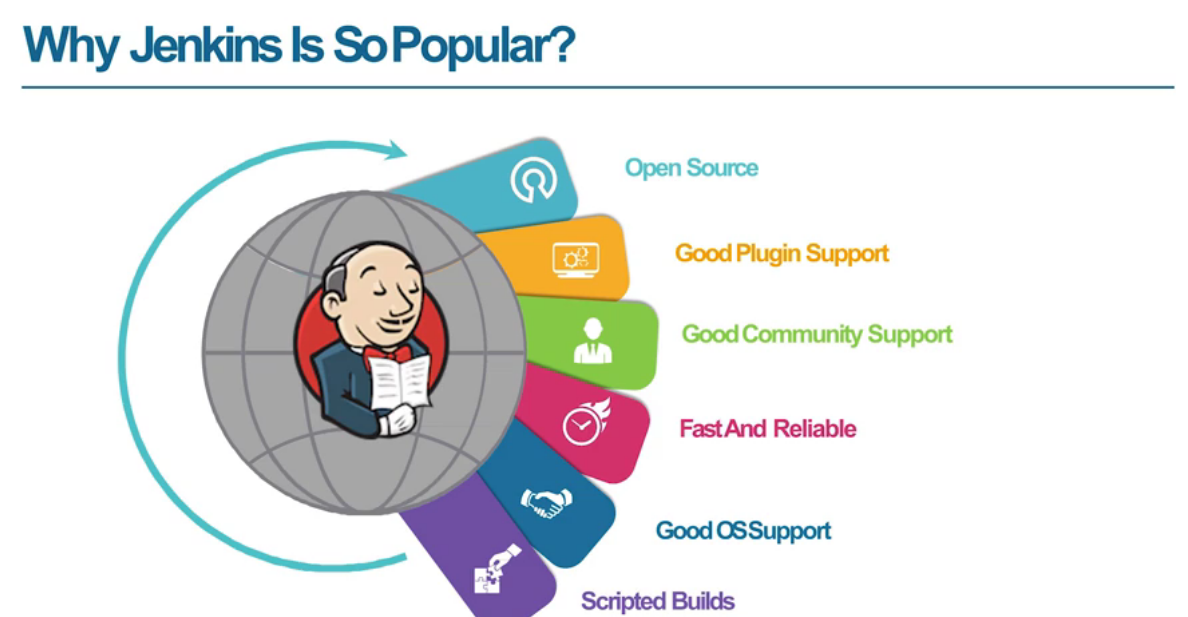 Why Jenkins Is So Popular?
Open Source
Good Plugin Support
Good Community Support
Fast And Reliable
Good OS Support
Scripted Builds